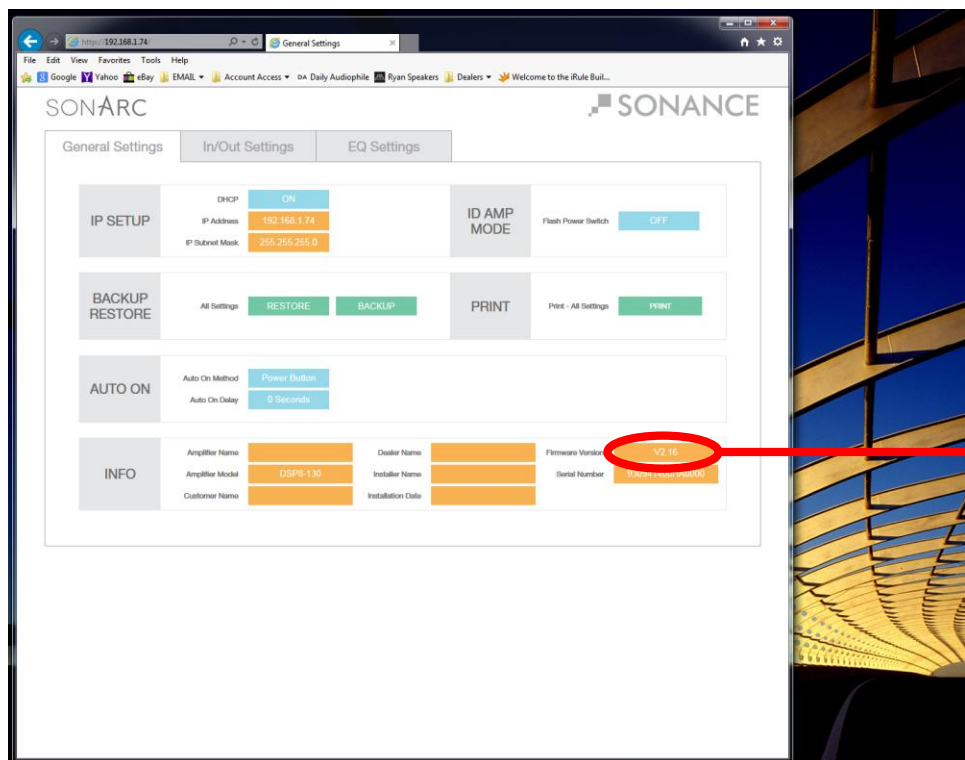 http://192.168.1.74/
General Settings
File Edit View Favorites Tools Help
Google Yahoo eBay EMAIL Account Access DA Daily Audiophile Ryan Speakers Dealers Welcome to the iRule Buil...
SONARC
SONANCE
General Settings In/Out Settings EQ Settings
IP SETUP
DHCP ON
IP Address 192.168.1.74
IP Subnet Mask 255.255.255.0
ID AMP
MODE
Flash Power Switch OFF
BACKUP
RESTORE
All Settings RESTORE BACKUP
PRINT
Print - All Settings PRINT
AUTO ON
Auto On Method Power Button
Auto On Delay 0 Seconds
INFO
Amplifier Name Dealer Name Firmware Version V2.16
Amplifier Model DSP8-130 Installer Name Serial Number
Customer Name Installation Date